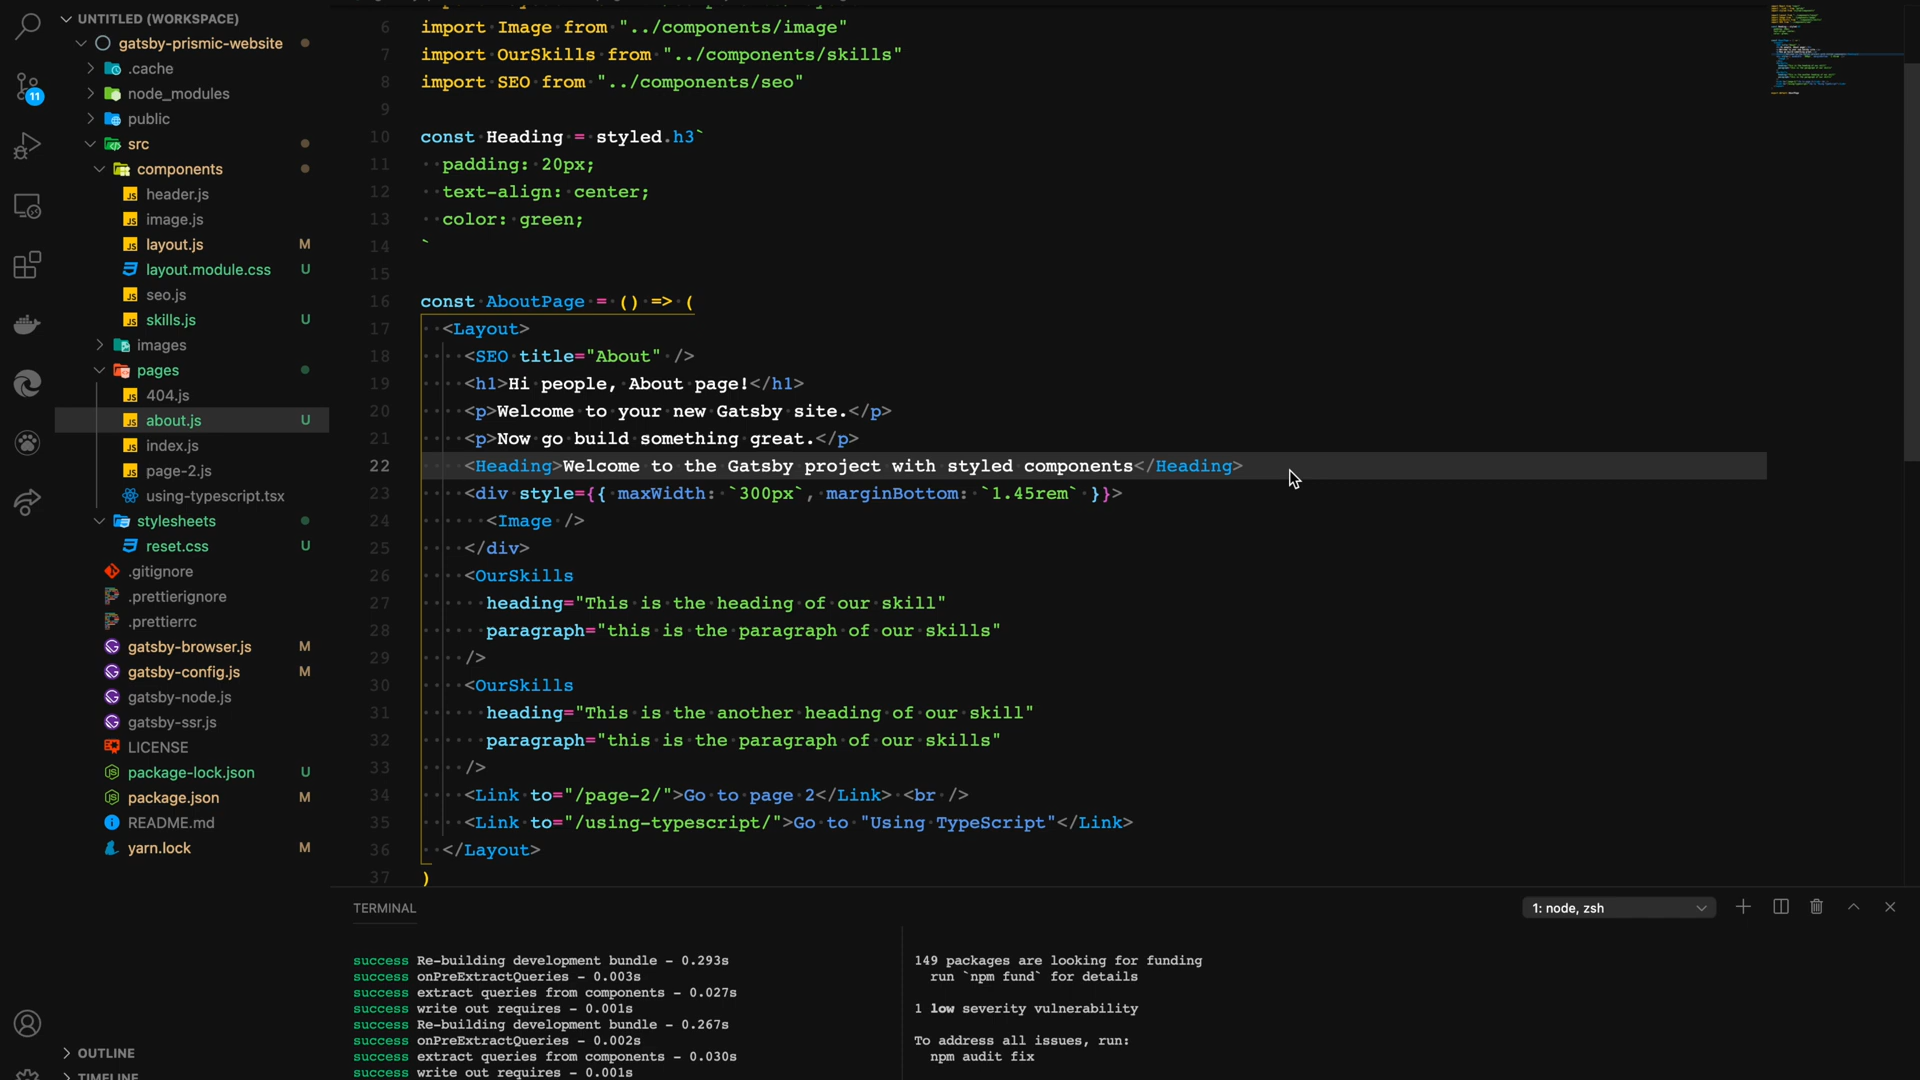 UNTITLED (WORKSPACE)
gatsby-prismic-website
.cache
node_modules
public
src
components
header.js
image.js
layout.js M
layout.module.css U
seo.js
skills.js U
images
pages
404.js
about.js U
index.js
page-2.js
using-typescript.tsx
stylesheets
reset.css U
.gitignore
.prettierignore
.prettierrc
gatsby-browser.js M
gatsby-config.js M
gatsby-node.js
gatsby-ssr.js
LICENSE
package-lock.json U
package.json M
README.md
yarn.lock M
OUTLINE
TIMELINE
11
6 import Image from "../components/image"
7 import OurSkills from "../components/skills"
8 import SEO from "../components/seo"
9
10 const Heading = styled.h3`
11 padding: 20px;
12 text-align: center;
13 color: green;
14 `
15
16 const AboutPage = () => (
17 <Layout>
18 <SEO title="About" />
19 <h1>Hi people, About page!</h1>
20 <p>Welcome to your new Gatsby site.</p>
21 <p>Now go build something great.</p>
22 <Heading>Welcome to the Gatsby project with styled components</Heading>
23 <div style={{ maxWidth: `300px`, marginBottom: `1.45rem` }}>
24 <Image />
25 </div>
26 <OurSkills
27 heading="This is the heading of our skill"
28 paragraph="this is the paragraph of our skills"
29 />
30 <OurSkills
31 heading="This is the another heading of our skill"
32 paragraph="this is the paragraph of our skills"
33 />
34 <Link to="/page-2/">Go to page 2</Link> <br />
35 <Link to="/using-typescript/">Go to "Using TypeScript"</Link>
36 </Layout>
37 )
TERMINAL
1: node, zsh
success Re-building development bundle - 0.293s
success onPreExtractQueries - 0.003s
success extract queries from components - 0.027s
success write out requires - 0.001s
success Re-building development bundle - 0.267s
success onPreExtractQueries - 0.002s
success extract queries from components - 0.030s
success write out requires - 0.001s
149 packages are looking for funding
run `npm fund` for details
1 low severity vulnerability
To address all issues, run:
npm audit fix